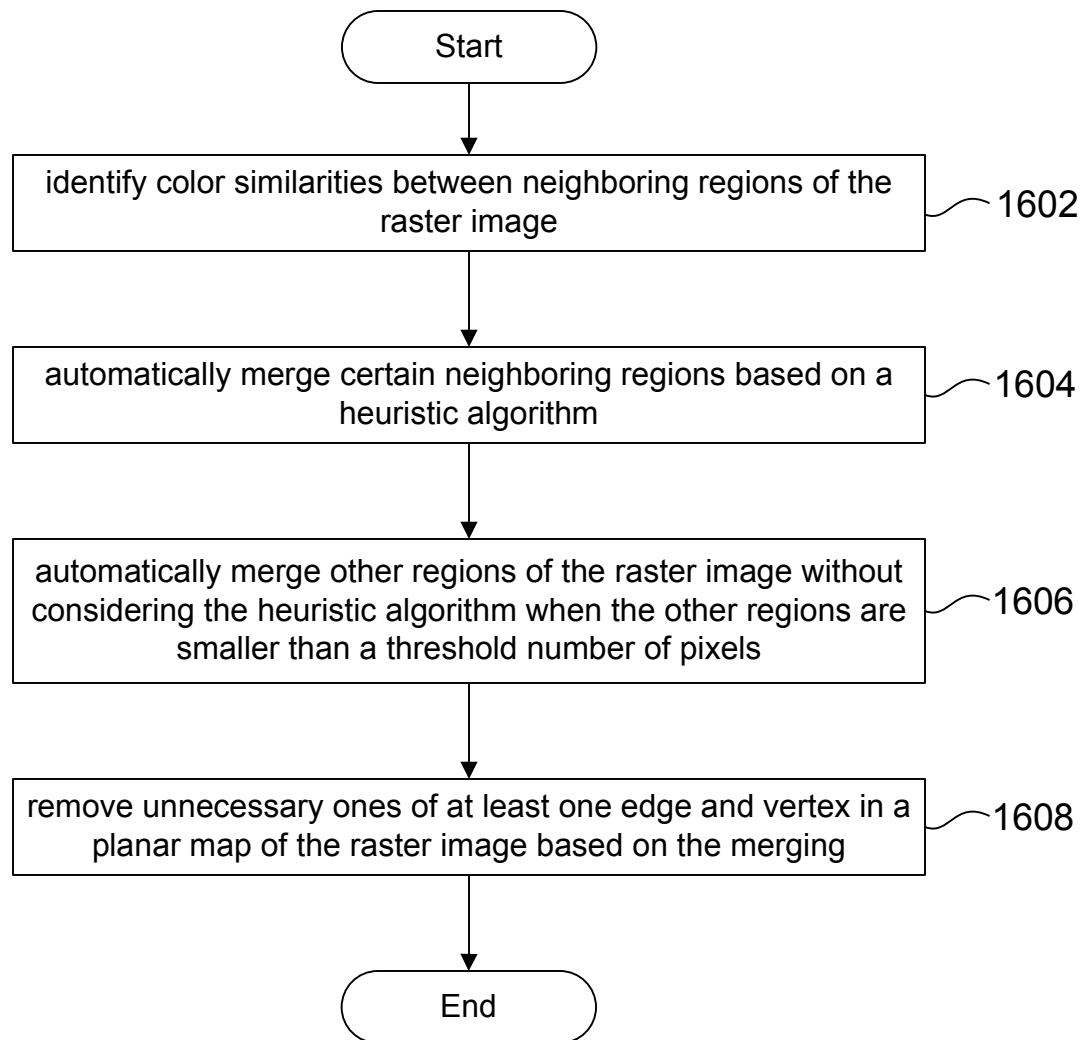 Start
identify color similarities between neighboring regions of the
raster image
1602
automatically merge certain neighboring regions based on a
heuristic algorithm
1604
automatically merge other regions of the raster image without
considering the heuristic algorithm when the other regions are
smaller than a threshold number of pixels
1606
remove unnecessary ones of at least one edge and vertex in a
planar map of the raster image based on the merging
1608
End